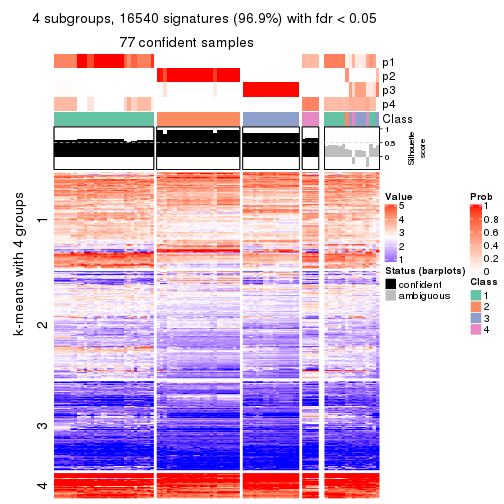 4 subgroups, 16540 signatures (96.9%) with fdr < 0.05
77 confident samples
p1
p2
p3
p4
Class
1
0.5
0
Silhouette
score
k-means with 4 groups
1
2
3
4
Value
5
4
3
2
1
Status (barplots)
confident
ambiguous
Prob
1
0.8
0.6
0.4
0.2
0
Class
1
2
3
4